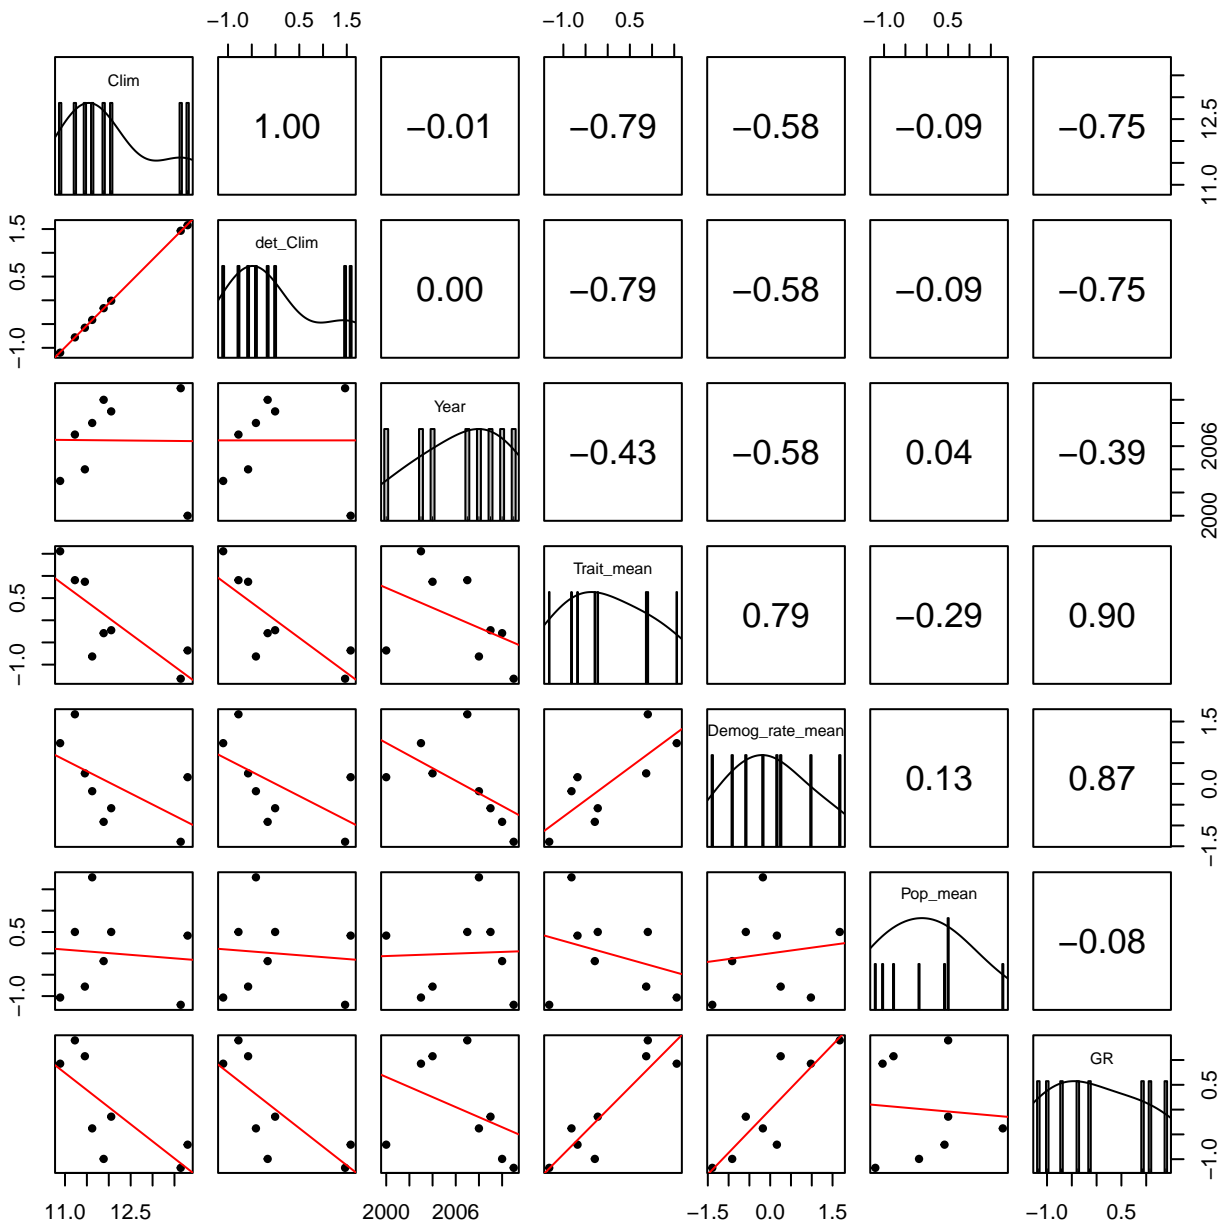 −1.0 0.5 1.5 −1.0 0.5 −1.0 0.5
Clim 1.00 −0.01 −0.79 −0.58 −0.09 −0.75 11.0 12.5
−1.0 0.5 1.5 det_Clim 0.00 −0.79 −0.58 −0.09 −0.75
Year −0.43 −0.58 0.04 −0.39 2000 2006
−1.0 0.5 Trait_mean 0.79 −0.29 0.90
Demog_rate_mean 0.13 0.87 −1.5 0.0 1.5
−1.0 0.5 Pop_mean −0.08
GR −1.0 0.5
11.0 12.5 2000 2006 −1.5 0.0 1.5 −1.0 0.5